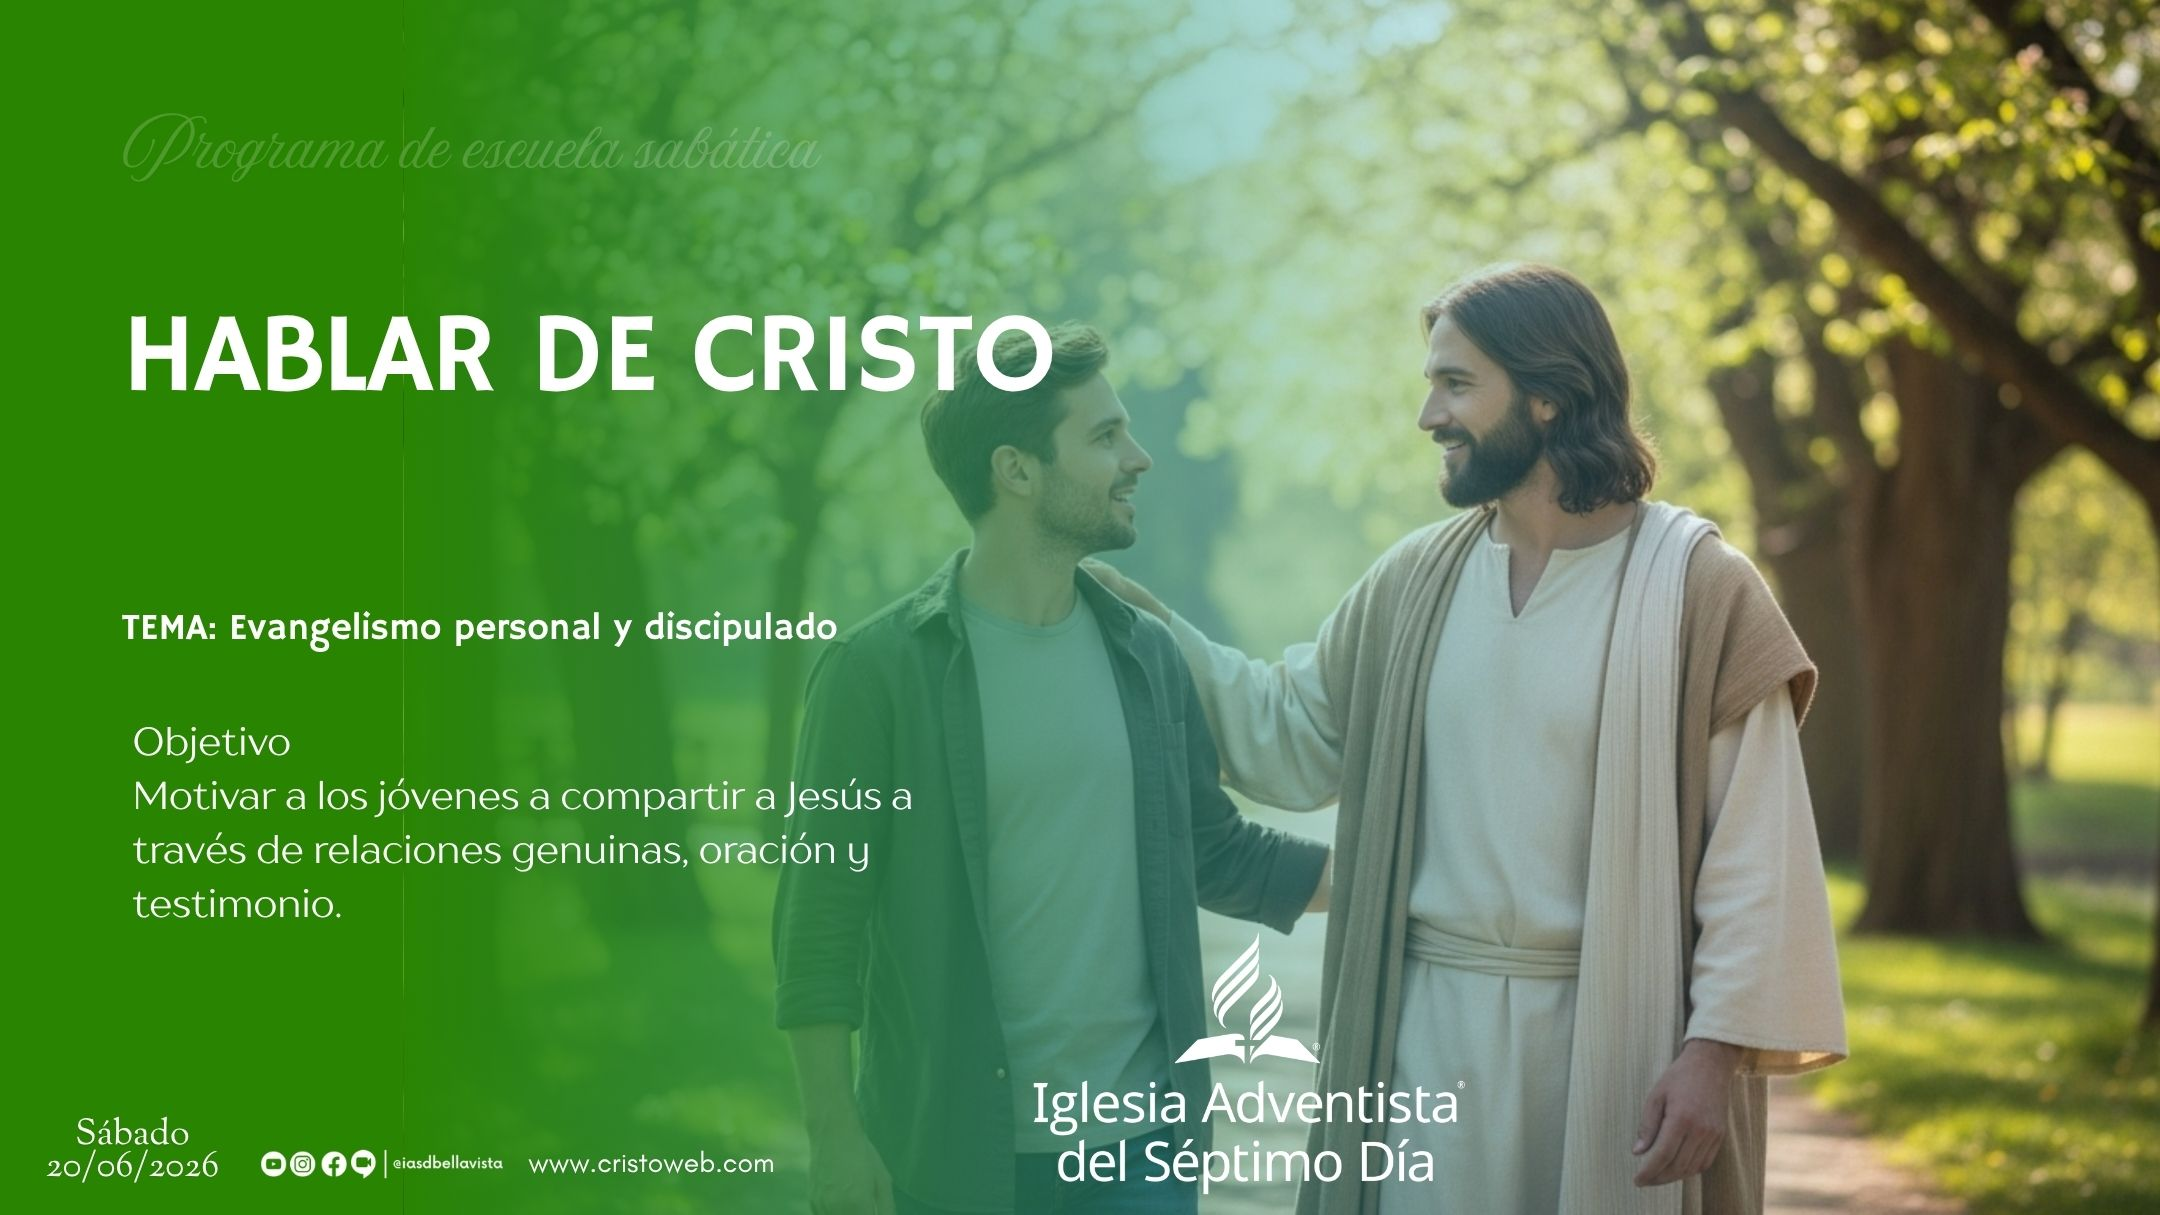 Programa de escuela sabática
HABLAR DE CRISTO
TEMA: Evangelismo personal y discipulado
Objetivo
Motivar a los jóvenes a compartir a Jesús a
través de relaciones genuinas, oración y
testimonio.
Sábado
20/06/2026
@iasdbellavista
www.cristoweb.com
®
Iglesia Adventista®
del Séptimo Día